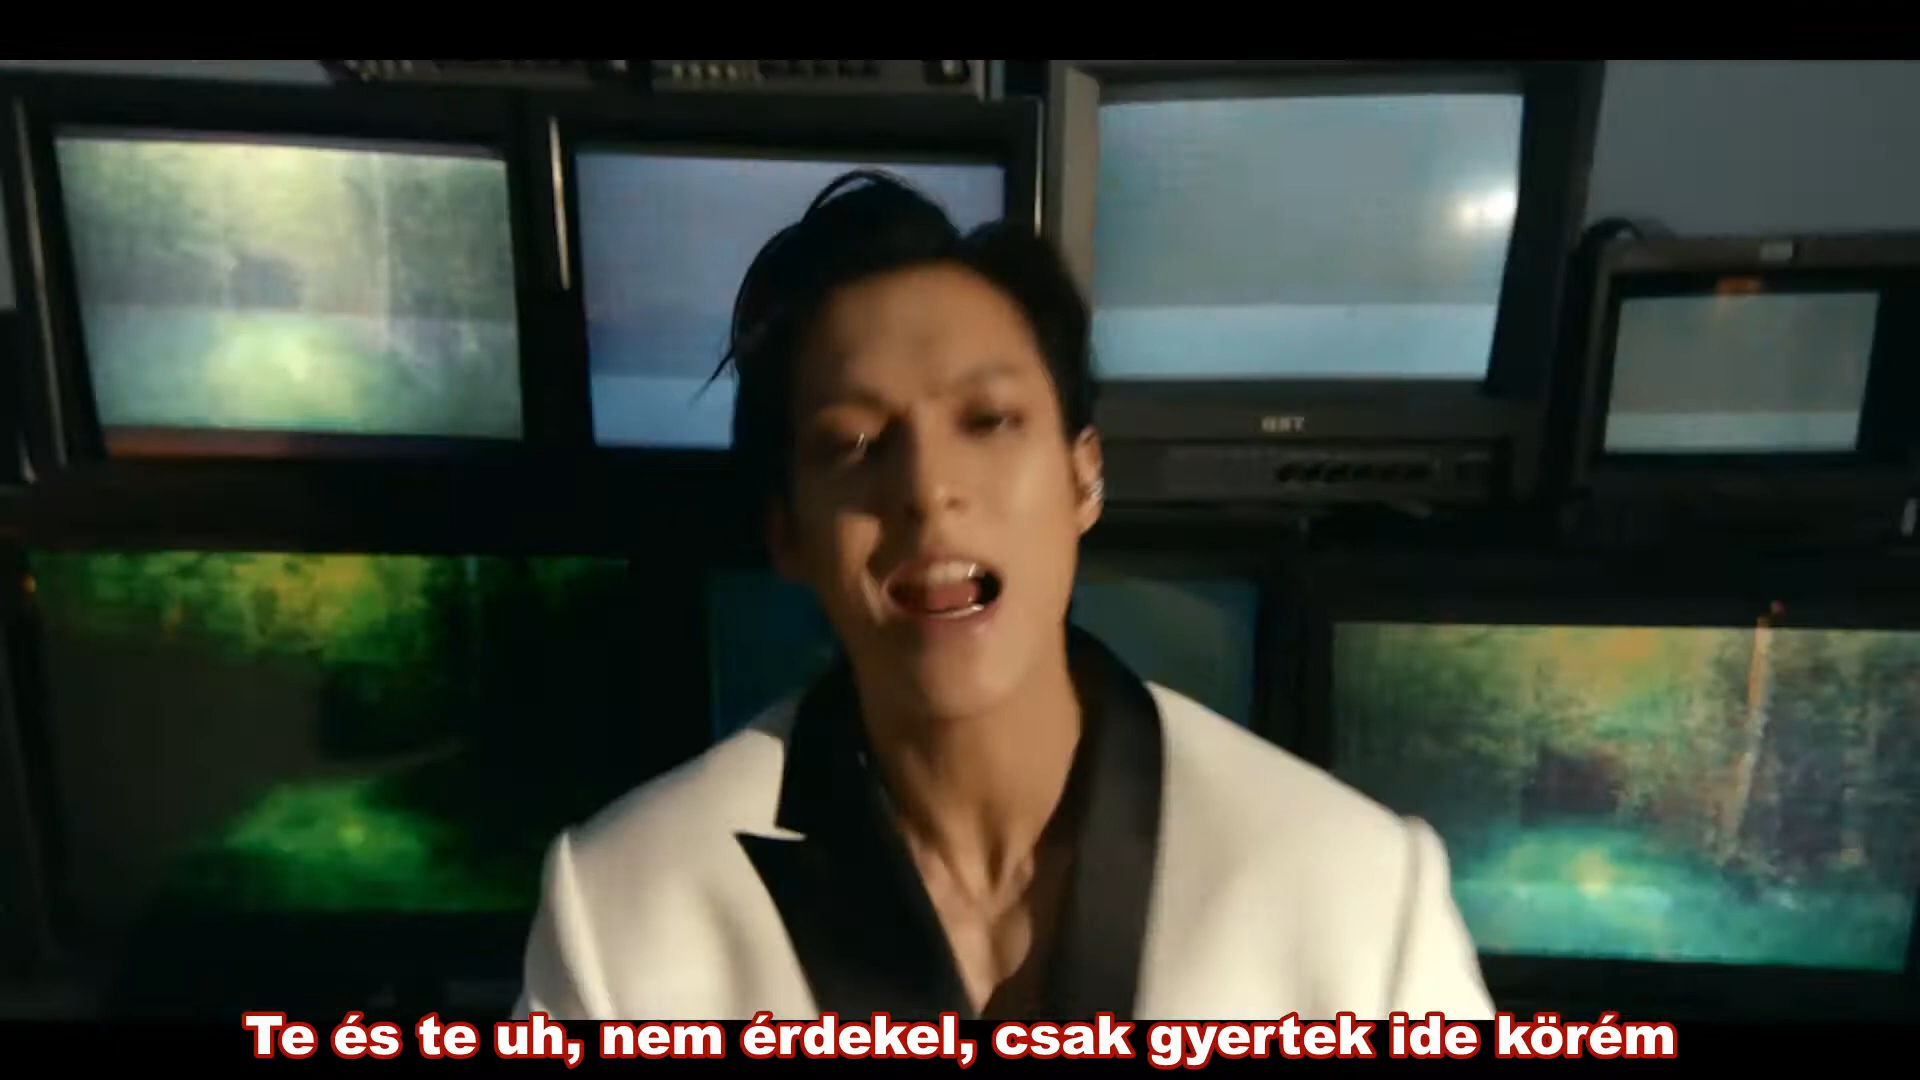 Te és te uh, nem érdekel, csak gyertek ide körém